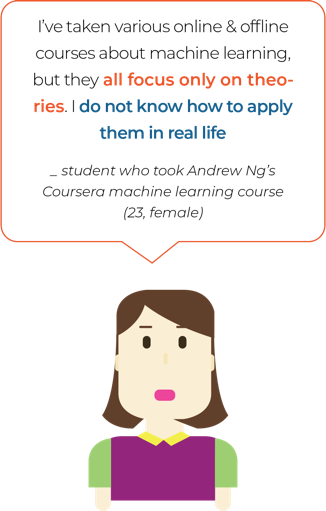 I’ve taken various online & offline
courses about machine learning,
but they all focus only on theo-
ries. I do not know how to apply
them in real life
_ student who took Andrew Ng’s
Coursera machine learning course
(23, female)